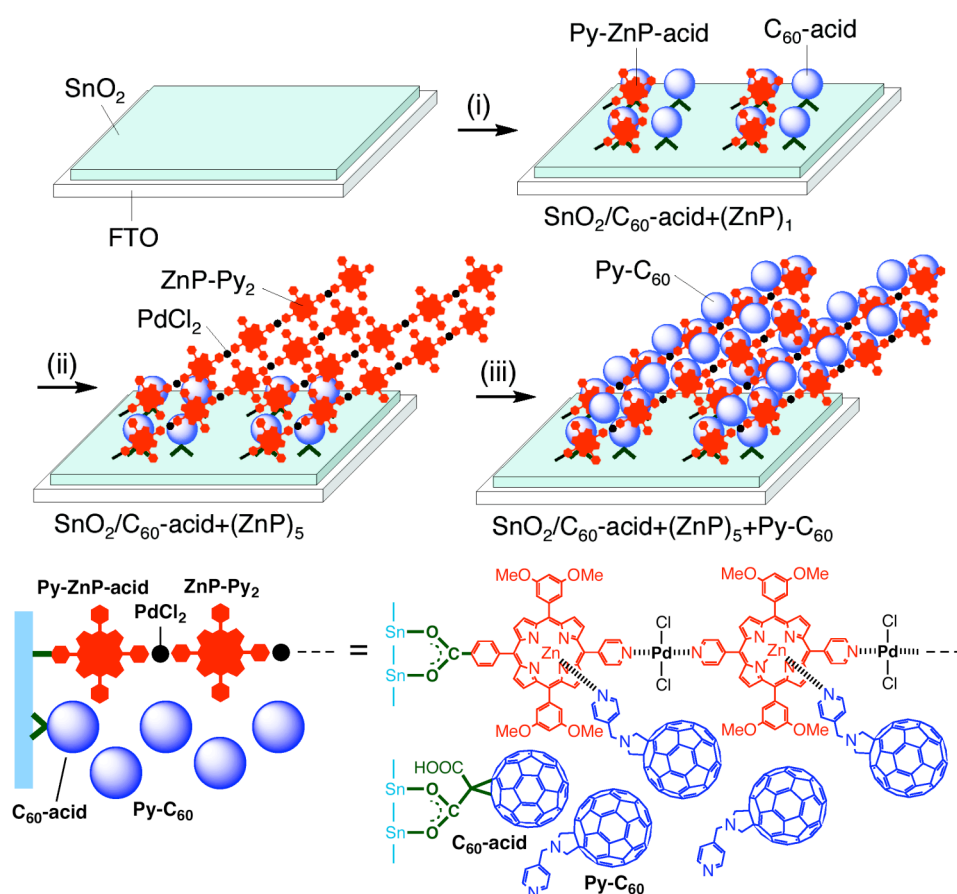 SnO₂
FTO
(i)
Py-ZnP-acid
C₆₀-acid
SnO₂/C₆₀-acid+(ZnP)₁
(ii)
ZnP-Py₂
PdCl₂
SnO₂/C₆₀-acid+(ZnP)₅
(iii)
Py-C₆₀
SnO₂/C₆₀-acid+(ZnP)₅+Py-C₆₀
Py-ZnP-acid
ZnP-Py₂
PdCl₂
C₆₀-acid
Py-C₆₀
=
MeO OMe
MeO OMe
Sn O
C
Sn O
N N
Zn
N N
N Pd N
Cl
Cl
N N
Zn
N N
N Pd
Cl
Cl
MeO OMe
MeO OMe
N
N
N
N
HOOC
Sn O
C
Sn O
C₆₀-acid
N
N
Py-C₆₀
N
N